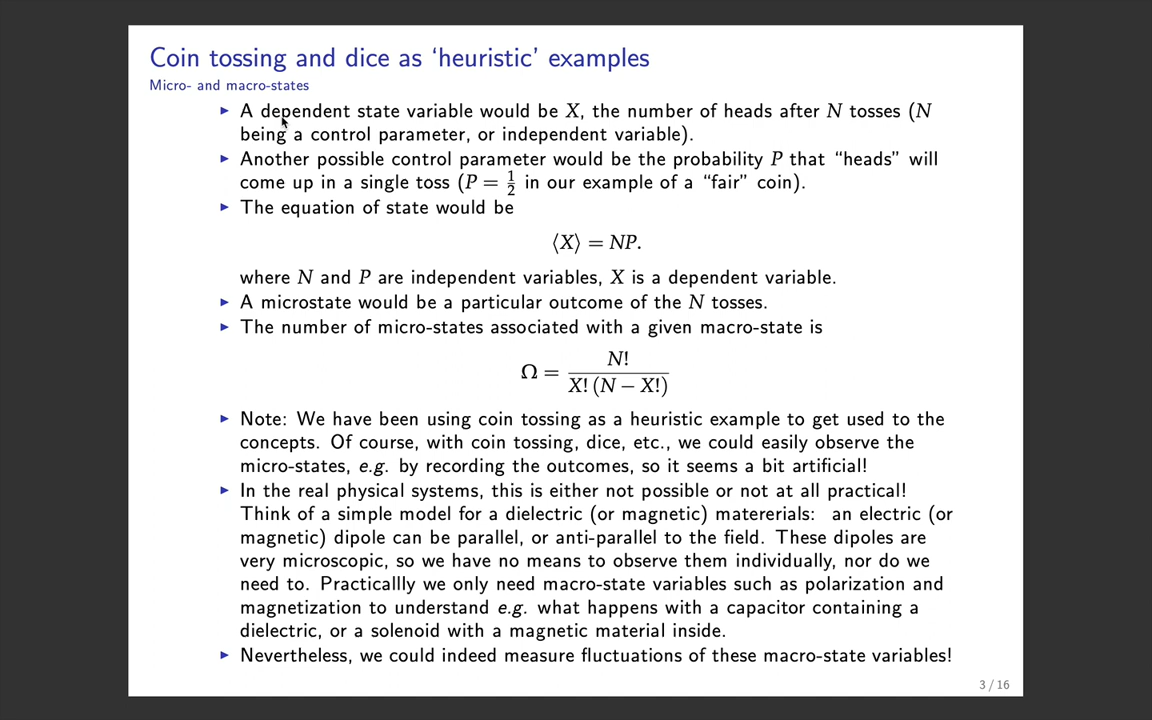 Coin tossing and dice as ‘heuristic’ examples
Micro- and macro-states
▶ A dependent state variable would be X, the number of heads after N tosses (N
being a control parameter, or independent variable).
▶ Another possible control parameter would be the probability P that “heads” will
come up in a single toss (P = 1/2 in our example of a “fair” coin).
▶ The equation of state would be
⟨X⟩ = NP.
where N and P are independent variables, X is a dependent variable.
▶ A microstate would be a particular outcome of the N tosses.
▶ The number of micro-states associated with a given macro-state is
Ω = N! / X! (N − X!)
▶ Note: We have been using coin tossing as a heuristic example to get used to the
concepts. Of course, with coin tossing, dice, etc., we could easily observe the
micro-states, e.g. by recording the outcomes, so it seems a bit artificial!
▶ In the real physical systems, this is either not possible or not at all practical!
Think of a simple model for a dielectric (or magnetic) matererials: an electric (or
magnetic) dipole can be parallel, or anti-parallel to the field. These dipoles are
very microscopic, so we have no means to observe them individually, nor do we
need to. Practicallly we only need macro-state variables such as polarization and
magnetization to understand e.g. what happens with a capacitor containing a
dielectric, or a solenoid with a magnetic material inside.
▶ Nevertheless, we could indeed measure fluctuations of these macro-state variables!
3 / 16